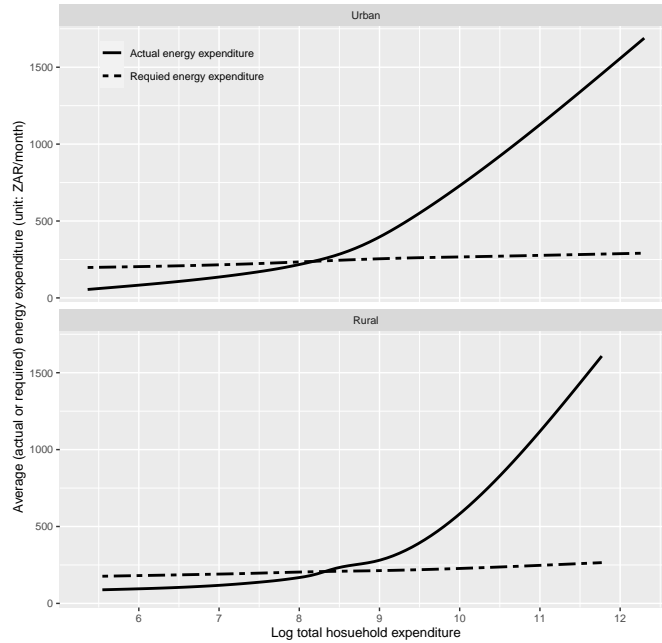 Urban
Actual energy expenditure
Requied energy expenditure
1500
1000
500
0
Rural
1500
1000
500
0
6 7 8 9 10 11 12
Log total hosuehold expenditure
Average (actual or required) energy expenditure (unit: ZAR/month)